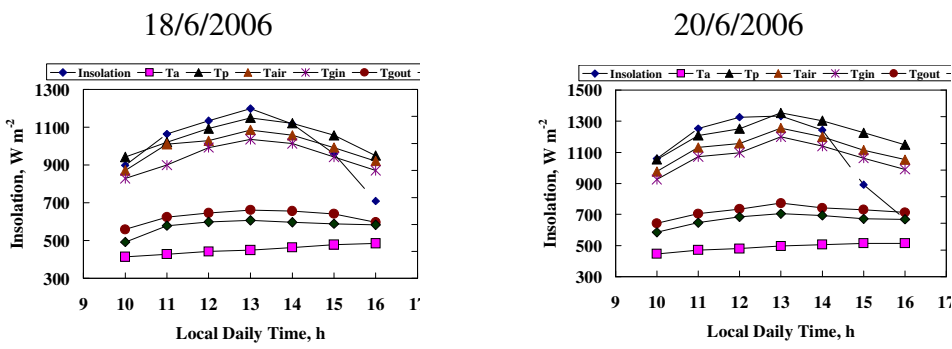 18/6/2006
Insolation Ta Tp Tair Tgin Tgout
1300
1100
900
700
500
300
Insolation, W m-2
9 10 11 12 13 14 15 16 17
Local Daily Time, h
20/6/2006
Insolation Ta Tp Tair Tgin Tgout
1500
1300
1100
900
700
500
300
Insolation, W m-2
9 10 11 12 13 14 15 16 17
Local Daily Time, h